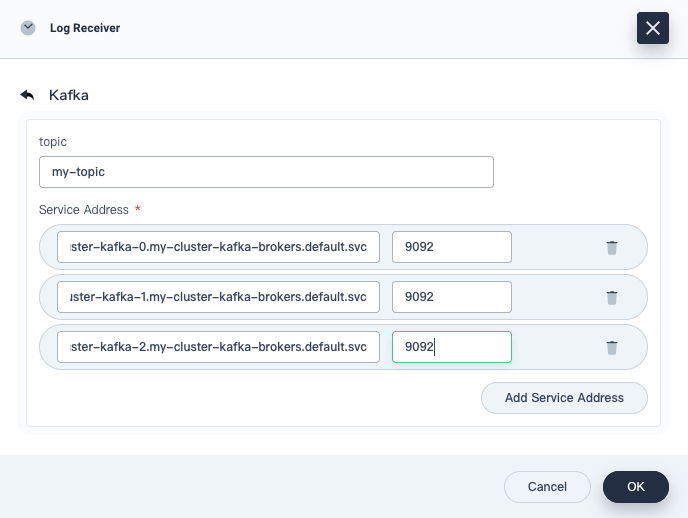 Log Receiver
Kafka
topic
my-topic
Service Address *
ster-kafka-0.my-cluster-kafka-brokers.default.svc 9092
uster-kafka-1.my-cluster-kafka-brokers.default.svc 9092
ster-kafka-2.my-cluster-kafka-brokers.default.svc 9092
Add Service Address
Cancel OK